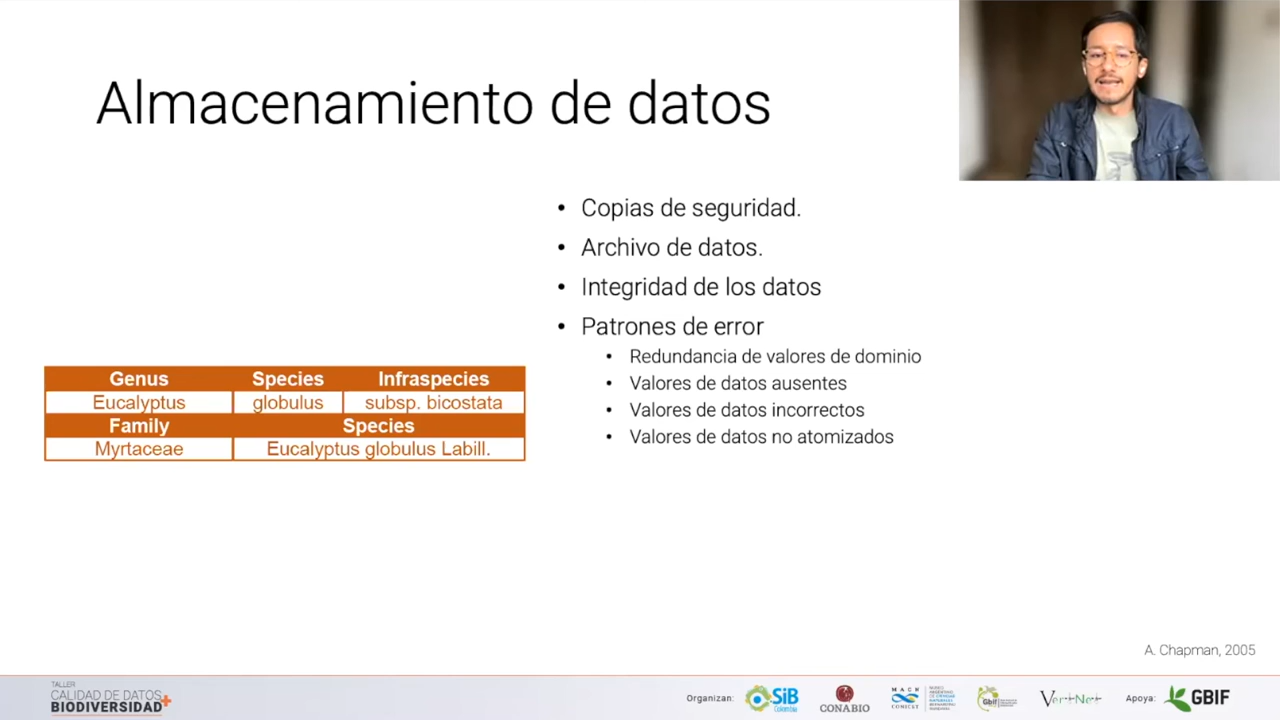 Almacenamiento de datos
• Copias de seguridad.
• Archivo de datos.
• Integridad de los datos
• Patrones de error
• Redundancia de valores de dominio
• Valores de datos ausentes
• Valores de datos incorrectos
• Valores de datos no atomizados
Genus Species Infraspecies
Eucalyptus globulus subsp. bicostata
Family Species
Myrtaceae Eucalyptus globulus Labill.
A. Chapman, 2005
TALLER
CALIDAD DE DATOS
BIODIVERSIDAD+
Organizan:
SiB
Colombia
CONABIO
MACN
CONICET
Gbif
VertNet
Apoya:
GBIF